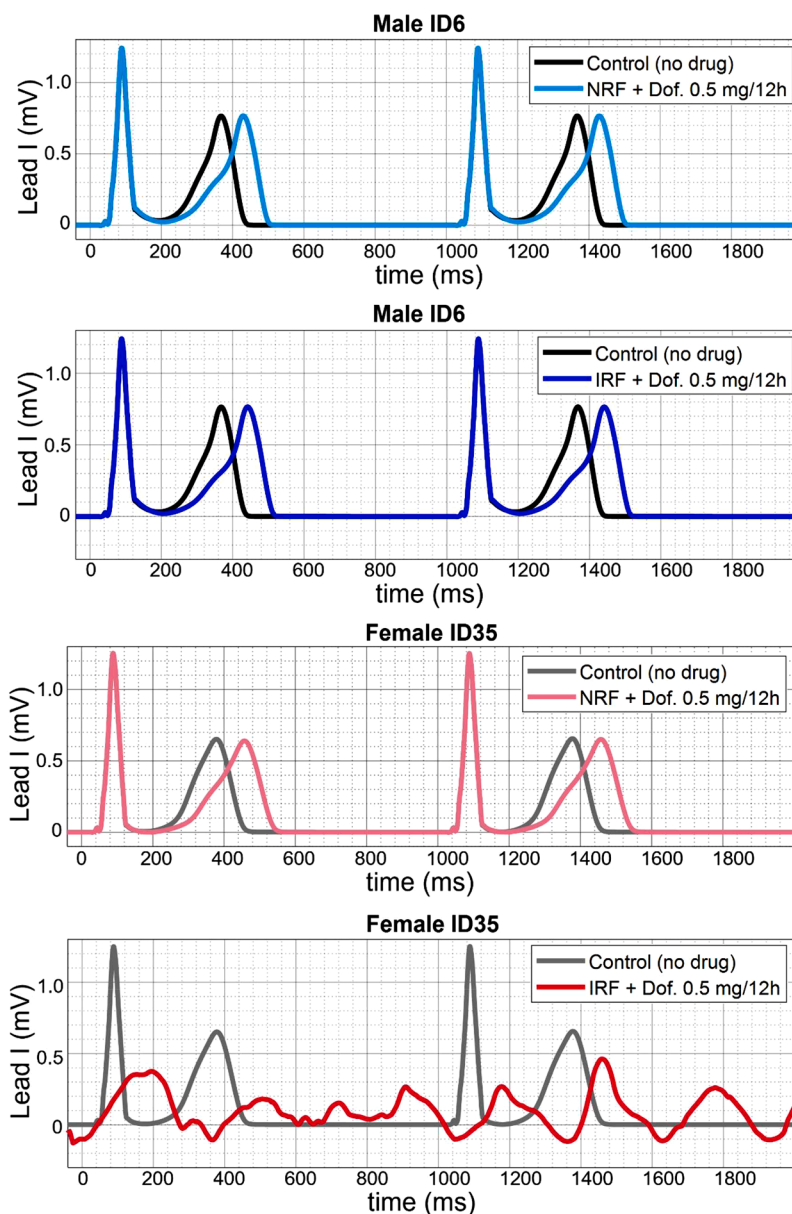 Male ID6
Lead I (mV)
1.0
0.5
0
Control (no drug)
NRF + Dof. 0.5 mg/12h
0 200 400 600 800 1000 1200 1400 1600 1800
time (ms)
Male ID6
Lead I (mV)
1.0
0.5
0
Control (no drug)
IRF + Dof. 0.5 mg/12h
0 200 400 600 800 1000 1200 1400 1600 1800
time (ms)
Female ID35
Lead I (mV)
1.0
0.5
0
Control (no drug)
NRF + Dof. 0.5 mg/12h
0 200 400 600 800 1000 1200 1400 1600 1800
time (ms)
Female ID35
Lead I (mV)
1.0
0.5
0
Control (no drug)
IRF + Dof. 0.5 mg/12h
0 200 400 600 800 1000 1200 1400 1600 1800
time (ms)